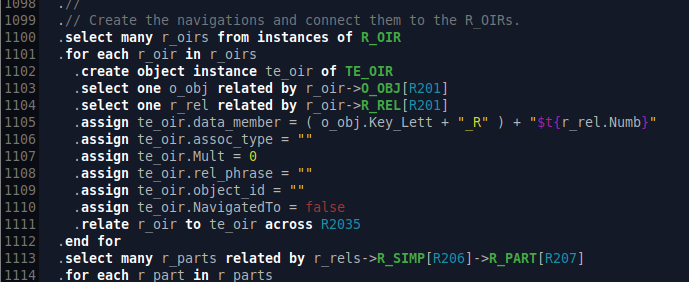 1098 .//
1099 .// Create the navigations and connect them to the R_OIRs.
1100 .select many r_oirs from instances of R_OIR
1101 .for each r_oir in r_oirs
1102 .create object instance te_oir of TE_OIR
1103 .select one o_obj related by r_oir->O_OBJ[R201]
1104 .select one r_rel related by r_oir->R_REL[R201]
1105 .assign te_oir.data_member = ( o_obj.Key_Lett + "_R" ) + "$t{r_rel.Numb}"
1106 .assign te_oir.assoc_type = ""
1107 .assign te_oir.Mult = 0
1108 .assign te_oir.rel_phrase = ""
1109 .assign te_oir.object_id = ""
1110 .assign te_oir.NavigatedTo = false
1111 .relate r_oir to te_oir across R2035
1112 .end for
1113 .select many r_parts related by r_rels->R_SIMP[R206]->R_PART[R207]
1114 .for each r_part in r_parts